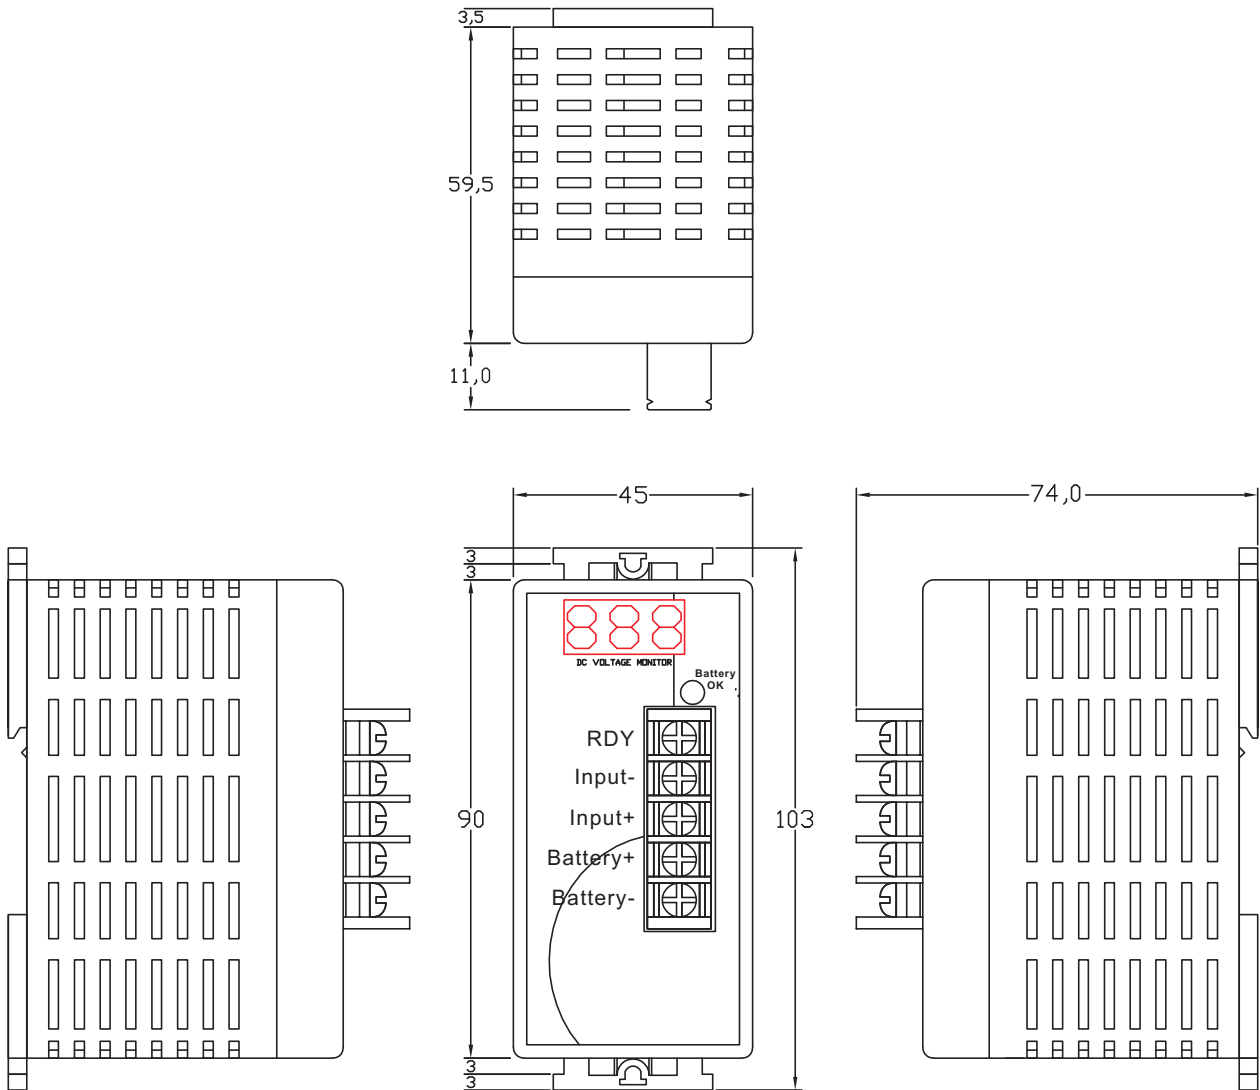 3,5
59,5
11,0
45
74,0
3
3
DC VOLTAGE MONITOR
Battery
OK
RDY
Input-
Input+
90
103
Battery+
Battery-
3
3